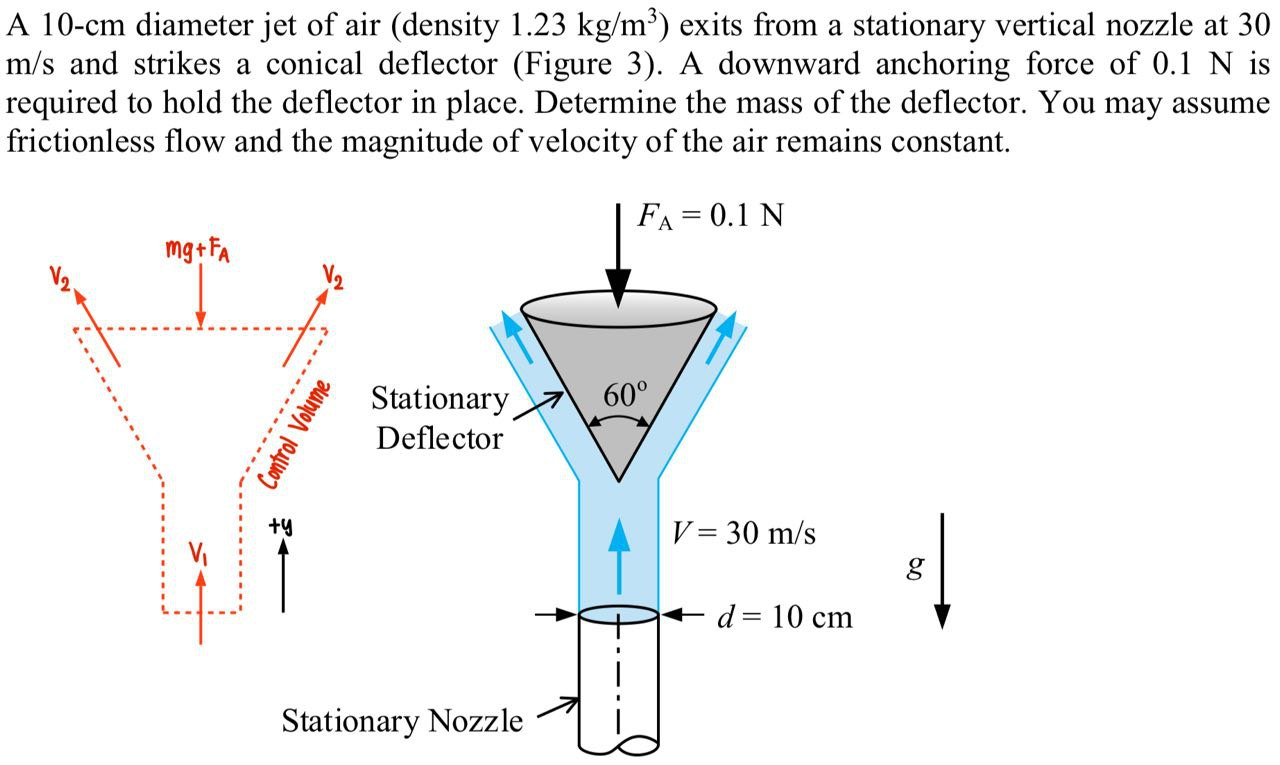 A 10-cm diameter jet of air (density 1.23 kg/m³) exits from a stationary vertical nozzle at 30
m/s and strikes a conical deflector (Figure 3). A downward anchoring force of 0.1 N is
required to hold the deflector in place. Determine the mass of the deflector. You may assume
frictionless flow and the magnitude of velocity of the air remains constant.
F_A = 0.1 N
mg+F_A
V₂
V₂
Control Volume
Stationary
Deflector
60°
+y
V₁
V = 30 m/s
g
d = 10 cm
Stationary Nozzle